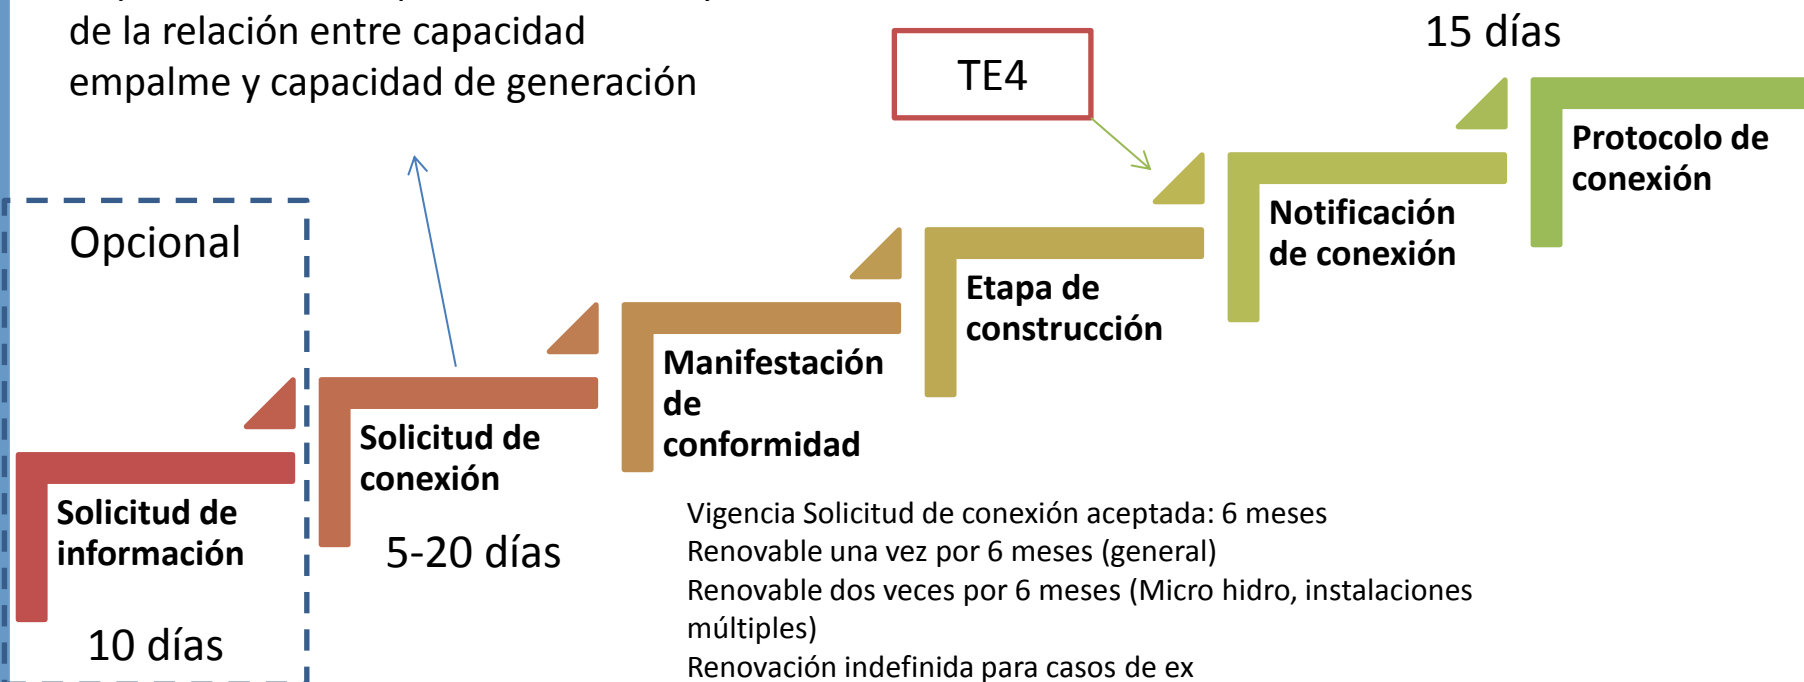 de la relación entre capacidad
empalme y capacidad de generación
TE4
15 días
Protocolo de
conexión
Notificación
de conexión
Opcional
Etapa de
construcción
Manifestación
de
conformidad
Solicitud de
conexión
5-20 días
Solicitud de
información
10 días
Vigencia Solicitud de conexión aceptada: 6 meses
Renovable una vez por 6 meses (general)
Renovable dos veces por 6 meses (Micro hidro, instalaciones
múltiples)
Renovación indefinida para casos de ex